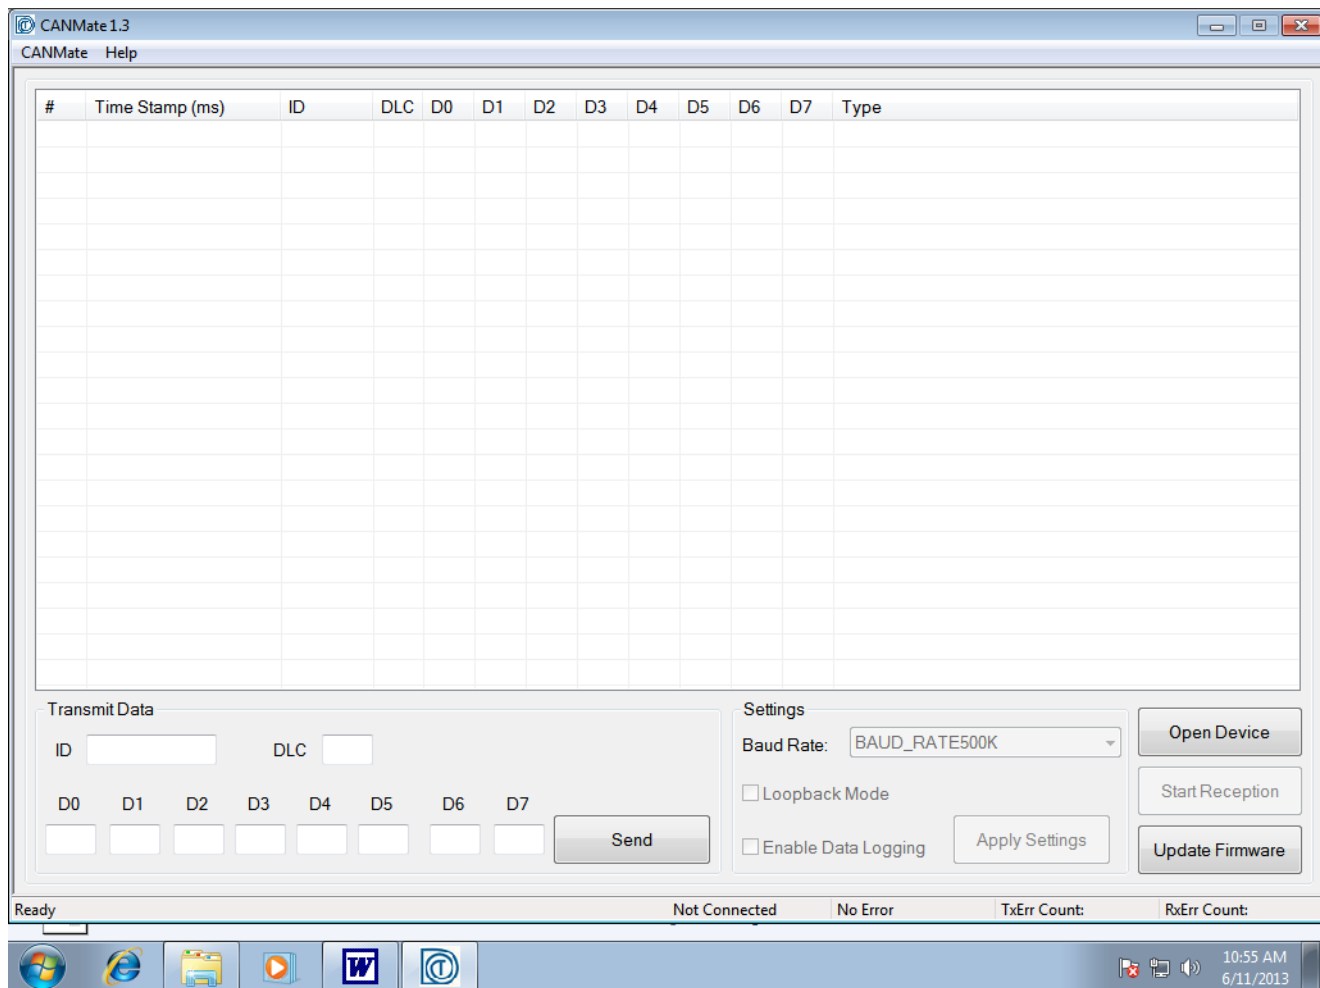 CANMate 1.3
CANMate Help
# Time Stamp (ms) ID DLC D0 D1 D2 D3 D4 D5 D6 D7 Type
Transmit Data
ID DLC
D0 D1 D2 D3 D4 D5 D6 D7
Send
Settings
Baud Rate: BAUD_RATE500K
Loopback Mode
Enable Data Logging
Apply Settings
Open Device
Start Reception
Update Firmware
Ready Not Connected No Error TxErr Count: RxErr Count:
W
10:55 AM
6/11/2013